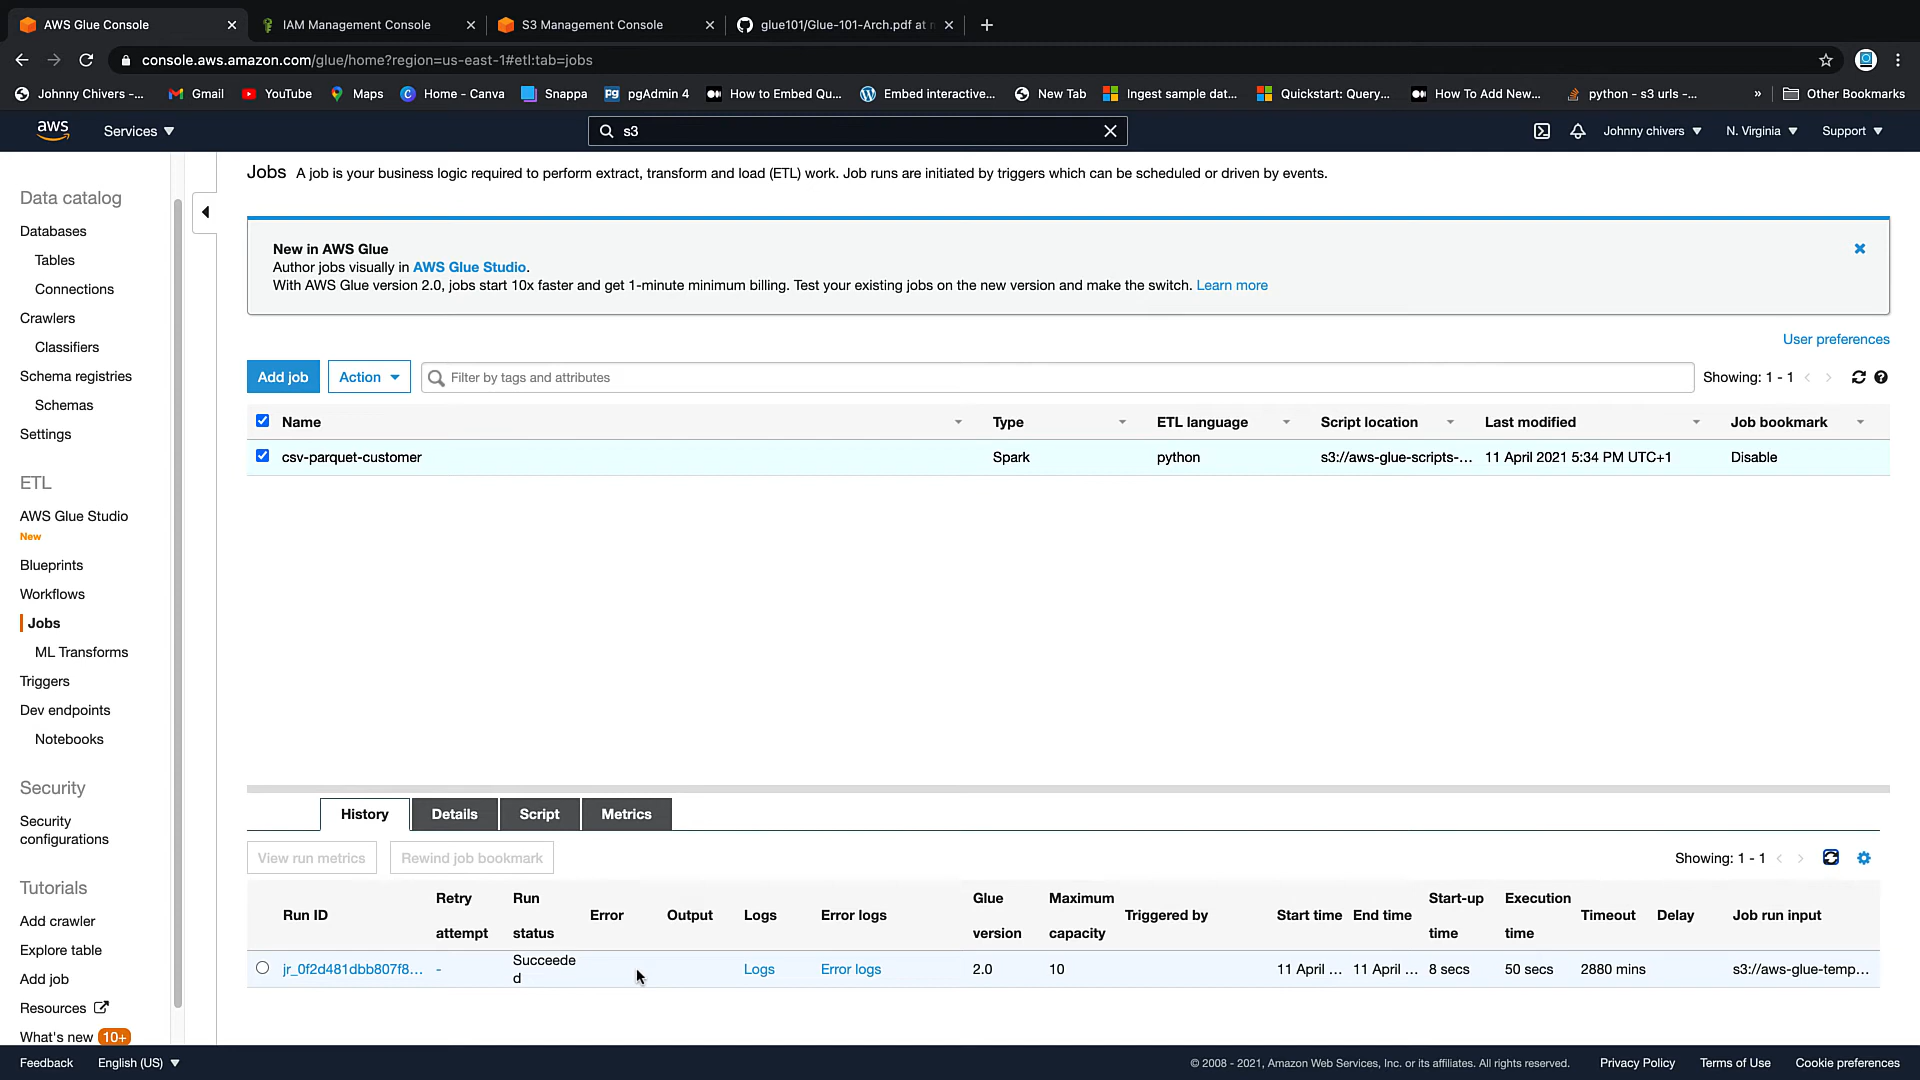 AWS Glue Console
IAM Management Console
S3 Management Console
glue101/Glue-101-Arch.pdf at
console.aws.amazon.com/glue/home?region=us-east-1#etl:tab=jobs
Johnny Chivers -...
Gmail
YouTube
Maps
Home - Canva
Snappa
pgAdmin 4
How to Embed Qu...
Embed interactive...
New Tab
Ingest sample dat...
Quickstart: Query...
How To Add New...
python - s3 urls -...
»
Other Bookmarks
aws
Services
s3
Johnny chivers
N. Virginia
Support
Data catalog
Databases
Tables
Connections
Crawlers
Classifiers
Schema registries
Schemas
Settings
ETL
AWS Glue Studio
New
Blueprints
Workflows
Jobs
ML Transforms
Triggers
Dev endpoints
Notebooks
Security
Security
configurations
Tutorials
Add crawler
Explore table
Add job
Resources
What's new 10+
Jobs A job is your business logic required to perform extract, transform and load (ETL) work. Job runs are initiated by triggers which can be scheduled or driven by events.
New in AWS Glue
Author jobs visually in AWS Glue Studio.
With AWS Glue version 2.0, jobs start 10x faster and get 1-minute minimum billing. Test your existing jobs on the new version and make the switch. Learn more
User preferences
Add job
Action
Filter by tags and attributes
Showing: 1 - 1
Name Type ETL language Script location Last modified Job bookmark
csv-parquet-customer Spark python s3://aws-glue-scripts-... 11 April 2021 5:34 PM UTC+1 Disable
History Details Script Metrics
View run metrics
Rewind job bookmark
Showing: 1 - 1
Run ID
Retry
attempt
Run
status
Error
Output
Logs
Error logs
Glue
version
Maximum
capacity
Triggered by
Start time
End time
Start-up
time
Execution
time
Timeout
Delay
Job run input
jr_0f2d481dbb807f8...
-
Succeede
d
Logs
Error logs
2.0
10
11 April ...
11 April ...
8 secs
50 secs
2880 mins
s3://aws-glue-temp...
Feedback
English (US)
© 2008 - 2021, Amazon Web Services, Inc. or its affiliates. All rights reserved.
Privacy Policy
Terms of Use
Cookie preferences